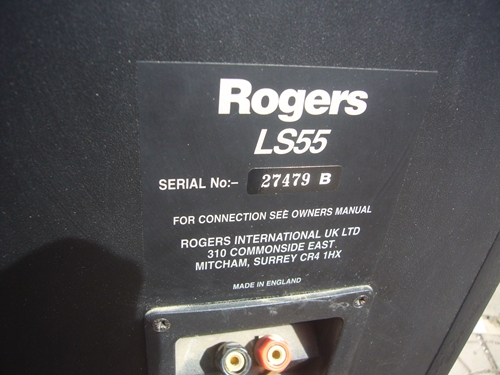 Rogers
LS55
SERIAL No:- 27479 B
FOR CONNECTION SEE OWNERS MANUAL
ROGERS INTERNATIONAL UK LTD
310 COMMONSIDE EAST
MITCHAM, SURREY CR4 1HX
MADE IN ENGLAND